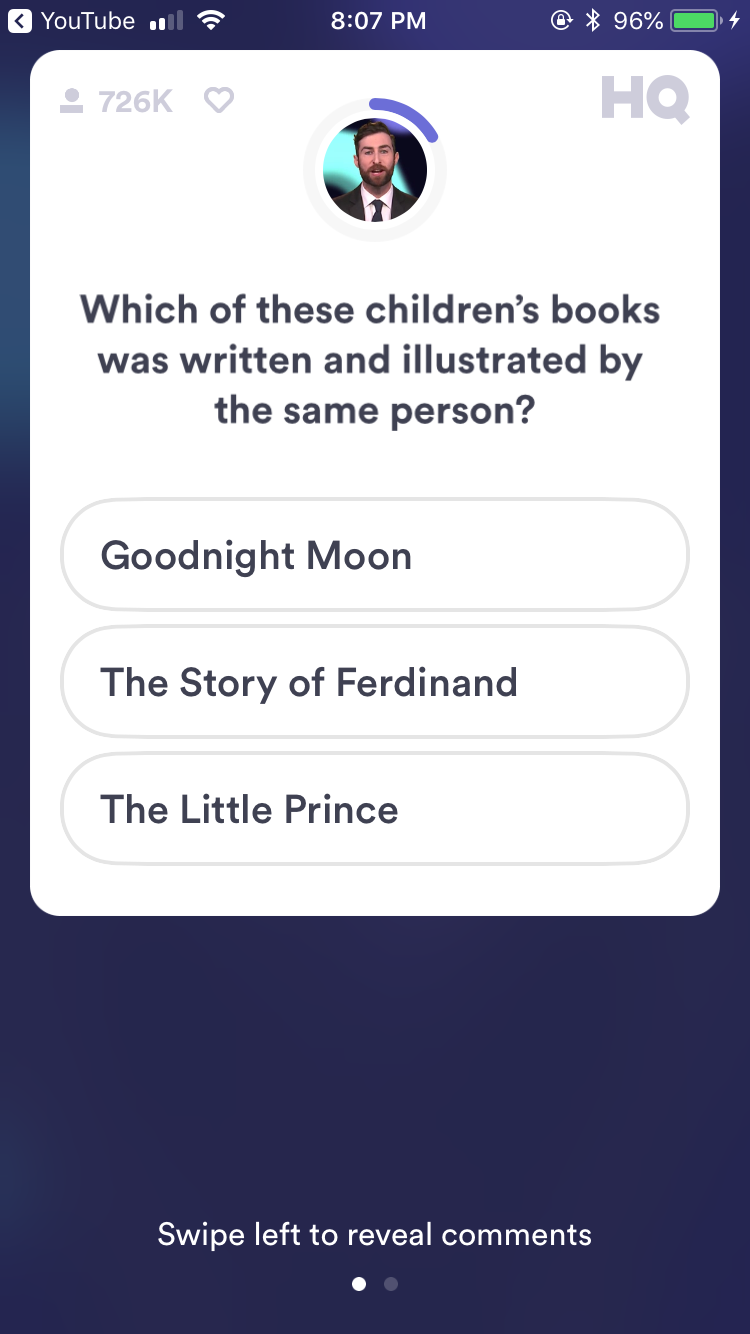 YouTube 8:07 PM 96%
726K HQ
Which of these children’s books
was written and illustrated by
the same person?
Goodnight Moon
The Story of Ferdinand
The Little Prince
Swipe left to reveal comments